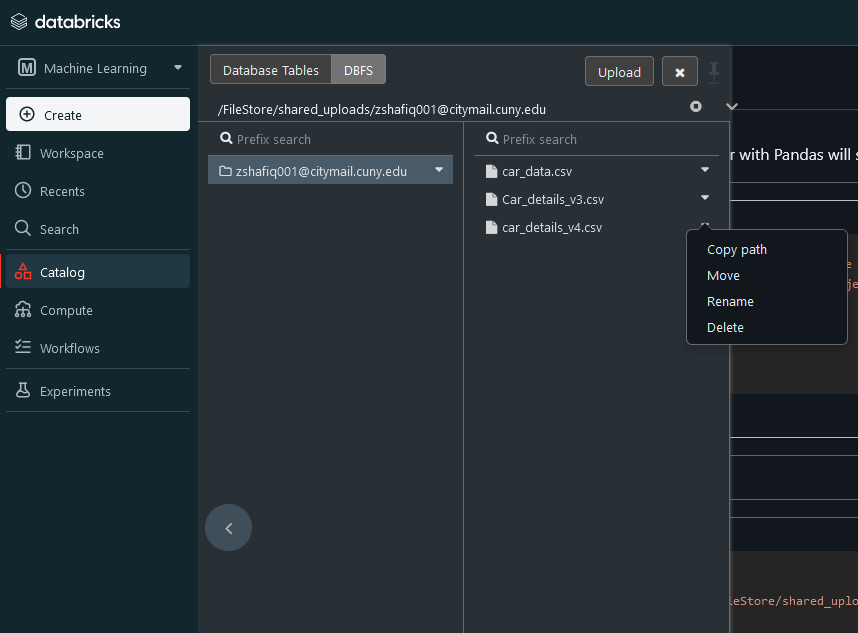 databricks
M Machine Learning
Create
Workspace
Recents
Search
Catalog
Compute
Workflows
Experiments
Database Tables
DBFS
Upload
/FileStore/shared_uploads/zshafiq001@citymail.cuny.edu
Prefix search
zshafiq001@citymail.cuny.edu
Prefix search
car_data.csv
Car_details_v3.csv
car_details_v4.csv
Copy path
Move
Rename
Delete
r with Pandas will s
e
je
leStore/shared_uplo